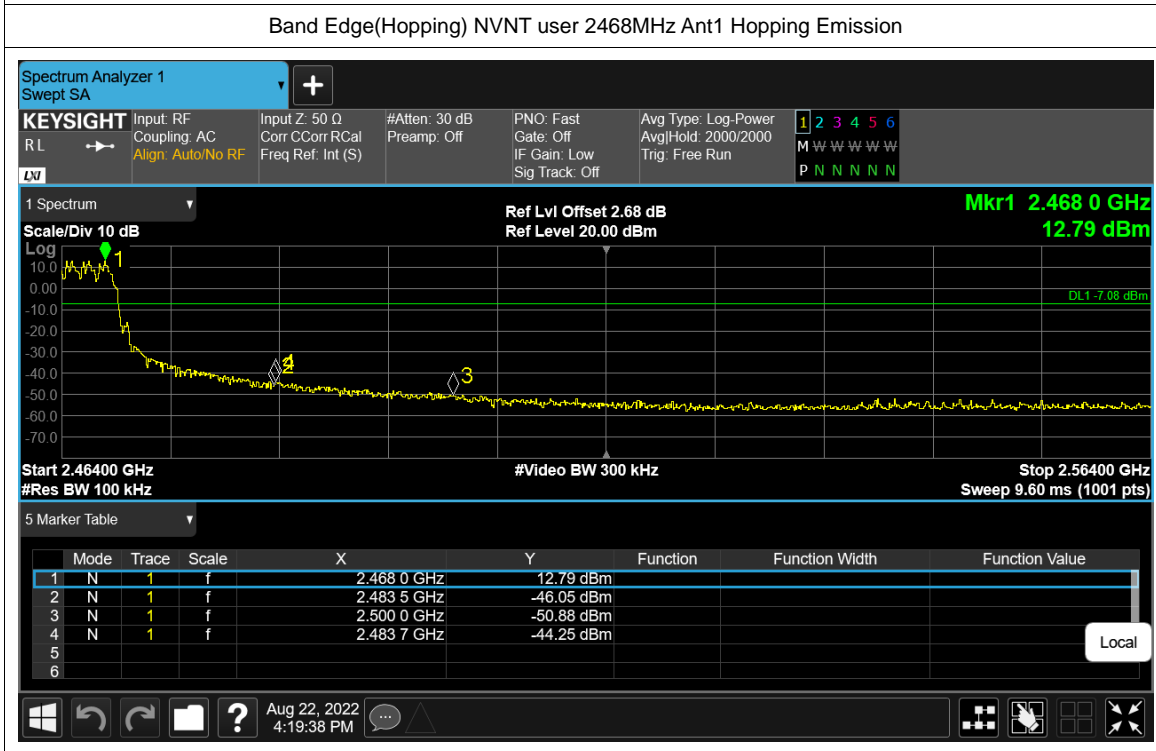 Band Edge(Hopping) NVNT user 2468MHz Ant1 Hopping Emission
Spectrum Analyzer 1
Swept SA
+
KEYSIGHT Input: RF Input Z: 50 Ω #Atten: 30 dB PNO: Fast Avg Type: Log-Power 1 2 3 4 5 6
RL Coupling: AC Corr CCorr RCal Preamp: Off Gate: Off Avg|Hold: 2000/2000 M W W W W W
Align: Auto/No RF Freq Ref: Int (S) IF Gain: Low Trig: Free Run
LXI Sig Track: Off P N N N N N
1 Spectrum Ref Lvl Offset 2.68 dB Mkr1 2.468 0 GHz
Scale/Div 10 dB Ref Level 20.00 dBm 12.79 dBm
Log
1
10.0
0.00
DL1 -7.08 dBm
-10.0
-20.0
-30.0
-40.0
3
-50.0
-60.0
-70.0
Start 2.46400 GHz #Video BW 300 kHz Stop 2.56400 GHz
#Res BW 100 kHz Sweep 9.60 ms (1001 pts)
5 Marker Table
Mode Trace Scale X Y Function Function Width Function Value
1 N 1 f 2.468 0 GHz 12.79 dBm
2 N 1 f 2.483 5 GHz -46.05 dBm
3 N 1 f 2.500 0 GHz -50.88 dBm
4 N 1 f 2.483 7 GHz -44.25 dBm
5
6
Local
? Aug 22, 2022
4:19:38 PM